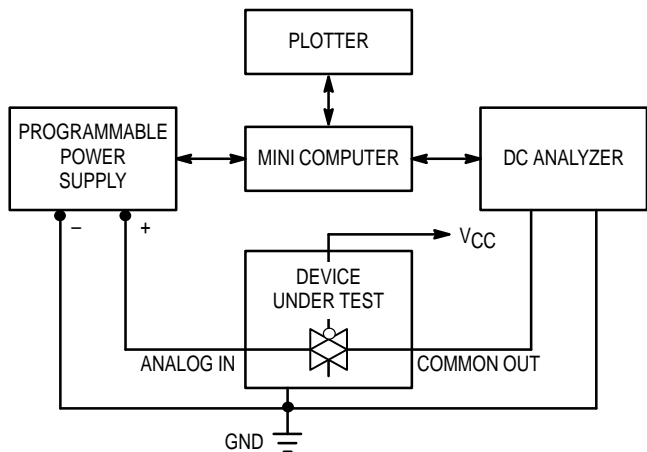 PLOTTER
PROGRAMMABLE
POWER
SUPPLY
MINI COMPUTER
DC ANALYZER
– +
VCC
DEVICE
UNDER TEST
ANALOG IN
COMMON OUT
GND